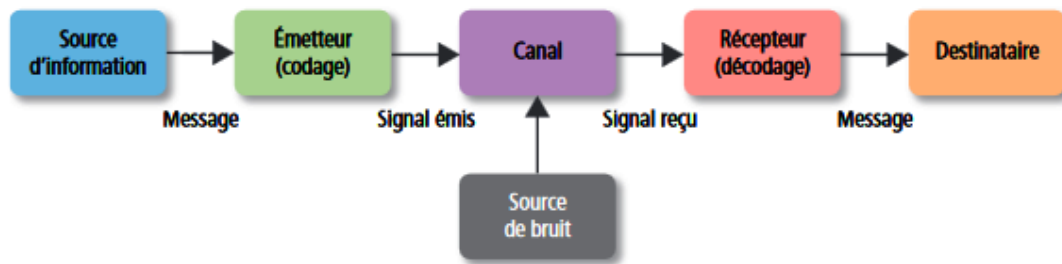 Source
d'information
Émetteur
(codage)
Canal
Récepteur
(décodage)
Destinataire
Message
Signal émis
Signal reçu
Message
Source
de bruit